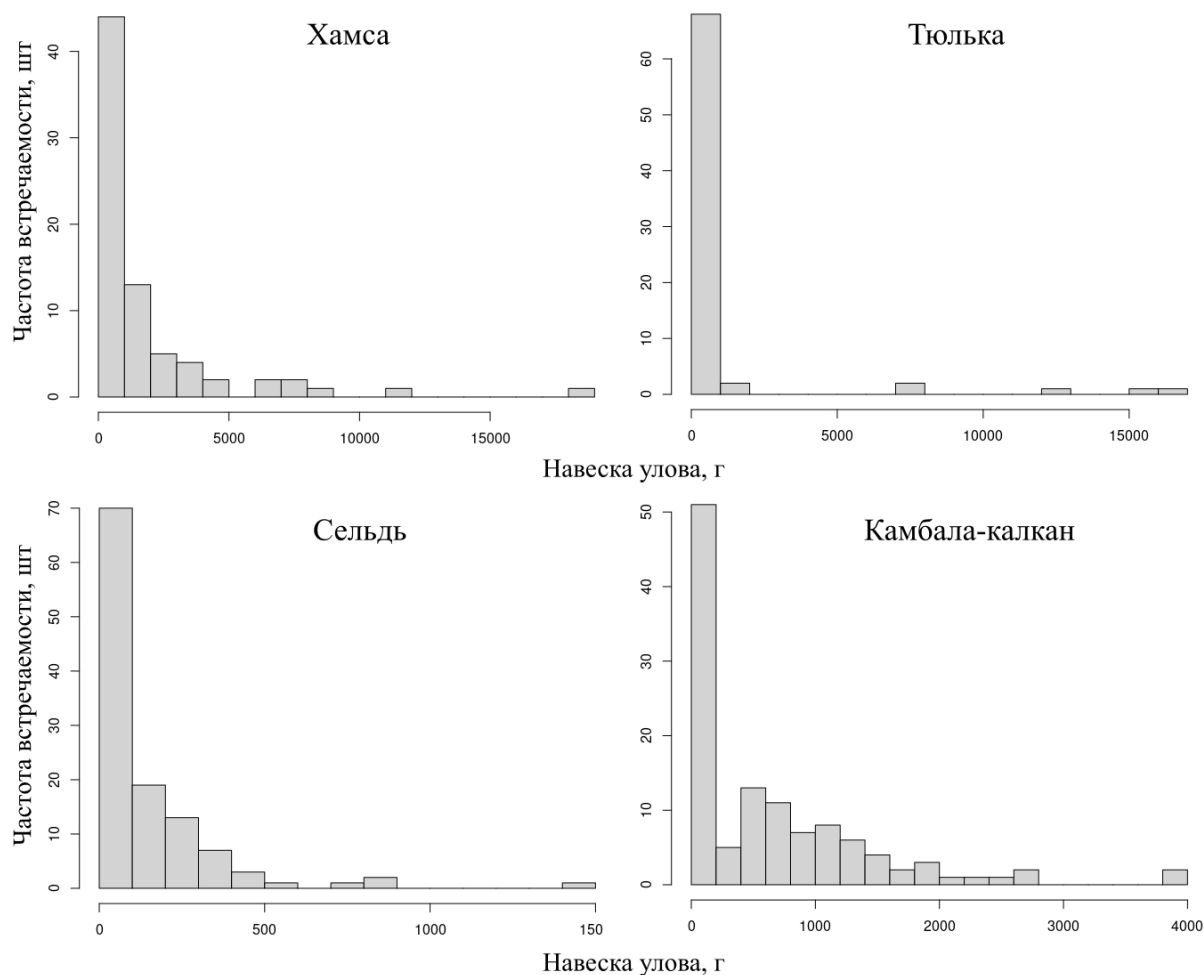 Хамса
Тюлька
Частота встречаемости, шт
0 10 20 30 40
0 5000 10000 15000
0 10 20 30 40 50 60
0 5000 10000 15000
Навеска улова, г
Сельдь
Камбала-калкан
Частота встречаемости, шт
0 10 20 30 40 50 60 70
0 500 1000 150
0 10 20 30 40 50
0 1000 2000 3000 4000
Навеска улова, г